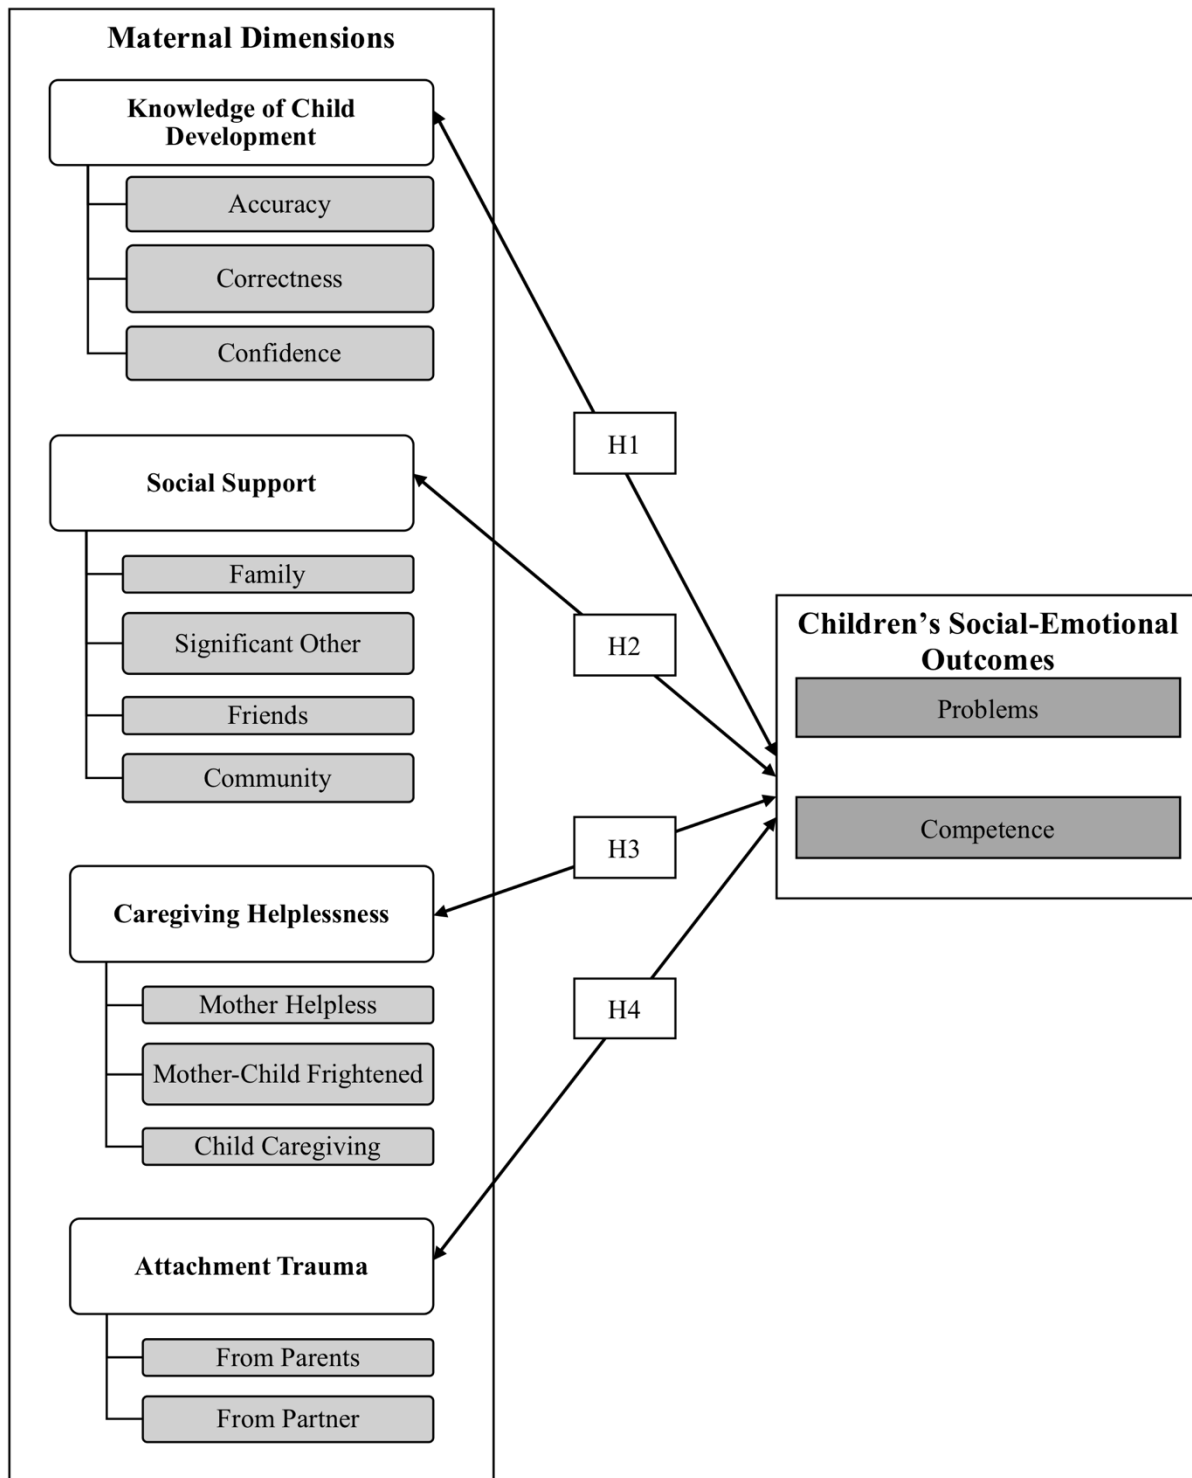 Maternal Dimensions
Knowledge of Child
Development
Accuracy
Correctness
Confidence
Social Support
Family
Significant Other
Friends
Community
Caregiving Helplessness
Mother Helpless
Mother-Child Frightened
Child Caregiving
Attachment Trauma
From Parents
From Partner
H1
H2
H3
H4
Children’s Social-Emotional
Outcomes
Problems
Competence